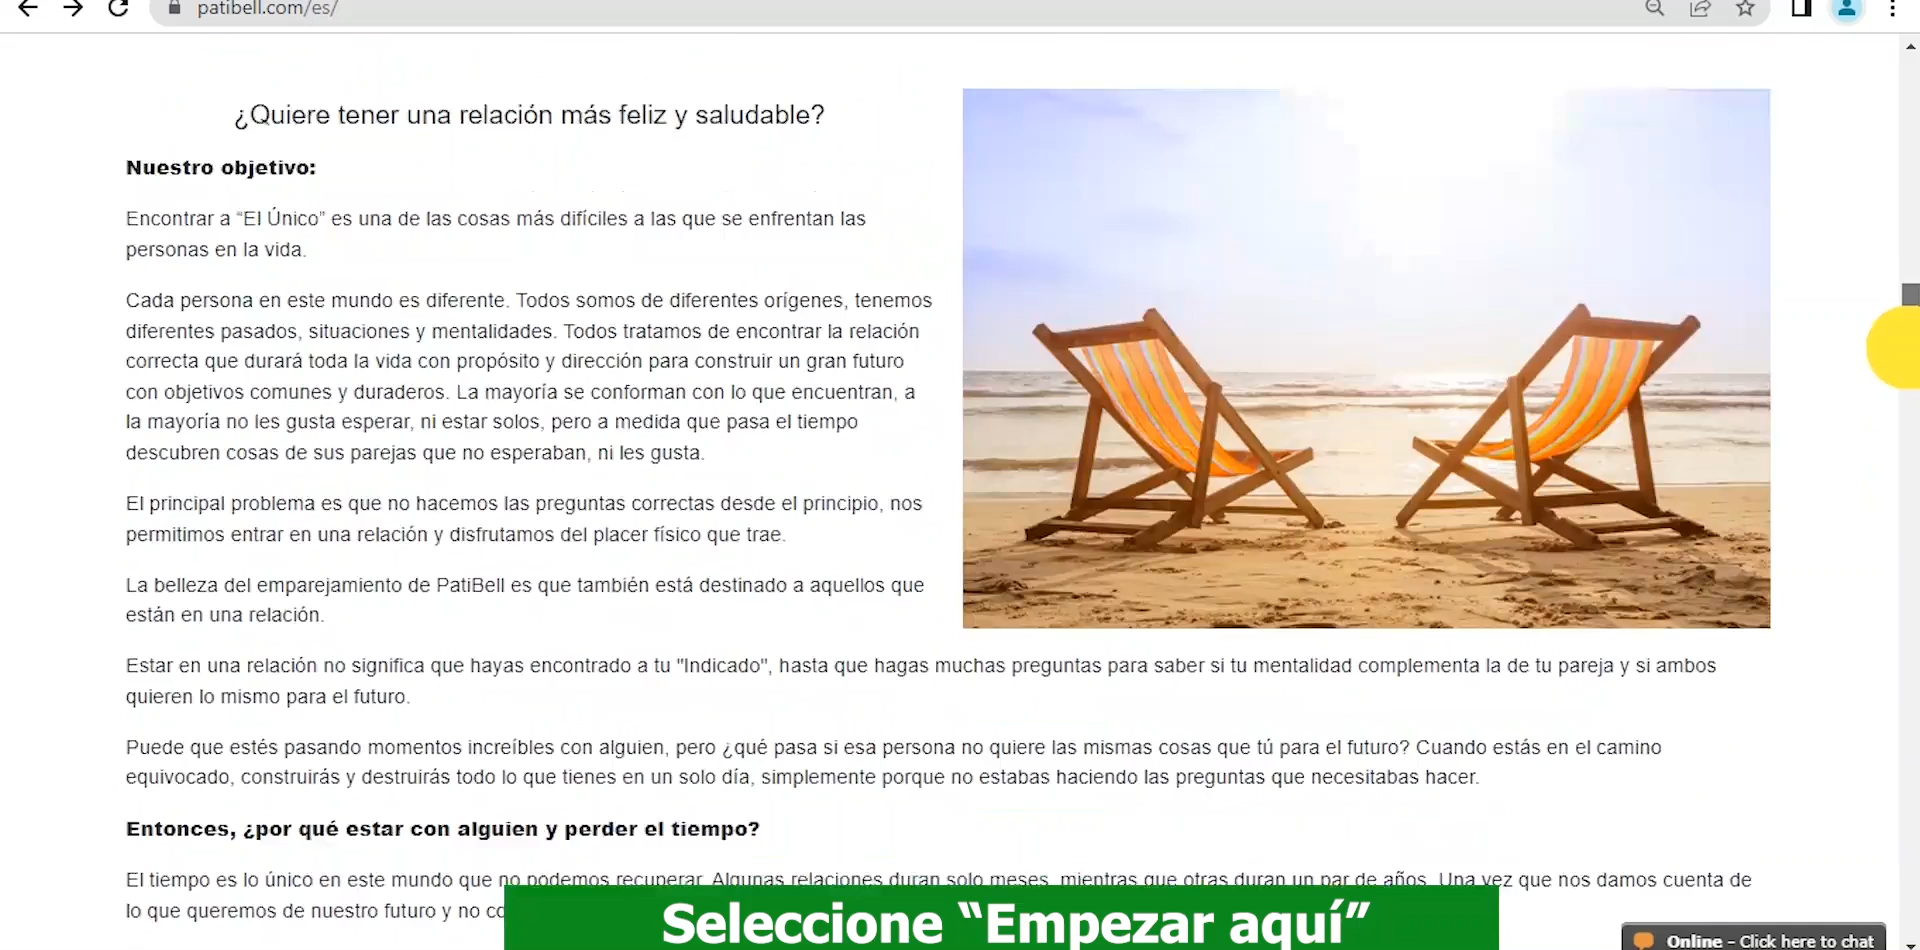 patibell.com/es/
¿Quiere tener una relación más feliz y saludable?
Nuestro objetivo:
Encontrar a “El Único” es una de las cosas más difíciles a las que se enfrentan las
personas en la vida.
Cada persona en este mundo es diferente. Todos somos de diferentes orígenes, tenemos
diferentes pasados, situaciones y mentalidades. Todos tratamos de encontrar la relación
correcta que durará toda la vida con propósito y dirección para construir un gran futuro
con objetivos comunes y duraderos. La mayoría se conforman con lo que encuentran, a
la mayoría no les gusta esperar, ni estar solos, pero a medida que pasa el tiempo
descubren cosas de sus parejas que no esperaban, ni les gusta.
El principal problema es que no hacemos las preguntas correctas desde el principio, nos
permitimos entrar en una relación y disfrutamos del placer físico que trae.
La belleza del emparejamiento de PatiBell es que también está destinado a aquellos que
están en una relación.
Estar en una relación no significa que hayas encontrado a tu "Indicado", hasta que hagas muchas preguntas para saber si tu mentalidad complementa la de tu pareja y si ambos
quieren lo mismo para el futuro.
Puede que estés pasando momentos increíbles con alguien, pero ¿qué pasa si esa persona no quiere las mismas cosas que tú para el futuro? Cuando estás en el camino
equivocado, construirás y destruirás todo lo que tienes en un solo día, simplemente porque no estabas haciendo las preguntas que necesitabas hacer.
Entonces, ¿por qué estar con alguien y perder el tiempo?
El tiempo es lo único en este mundo que no podemos recuperar. Algunas relaciones duran solo meses, mientras que otras duran un par de años. Una vez que nos damos cuenta de
lo que queremos de nuestro futuro y no
Seleccione “Empezar aquí”
Online - Click here to chat